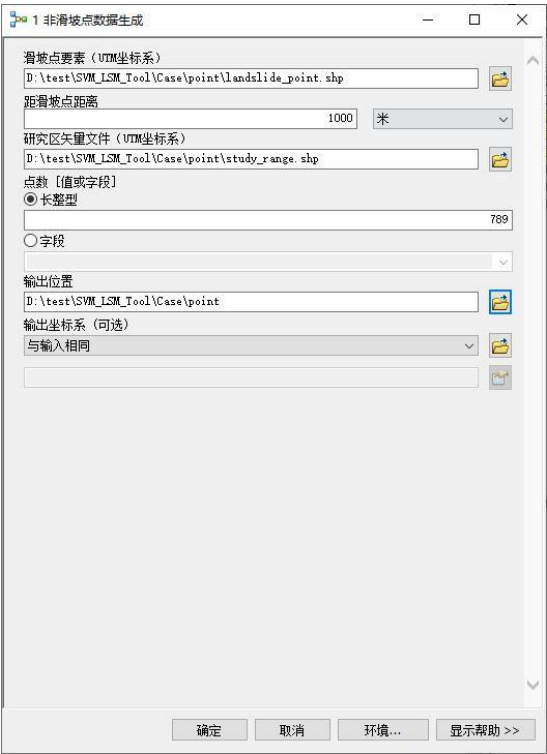 1 非滑坡点数据生成
滑坡点要素（UTM坐标系）
D:\test\SVM_LSM_Tool\Case\point\landslide_point.shp
距滑坡点距离
1000 米
研究区矢量文件（UTM坐标系）
D:\test\SVM_LSM_Tool\Case\point\study_range.shp
点数 [值或字段]
长整型
789
字段
输出位置
D:\test\SVM_LSM_Tool\Case\point
输出坐标系（可选）
与输入相同
确定 取消 环境... 显示帮助 >>